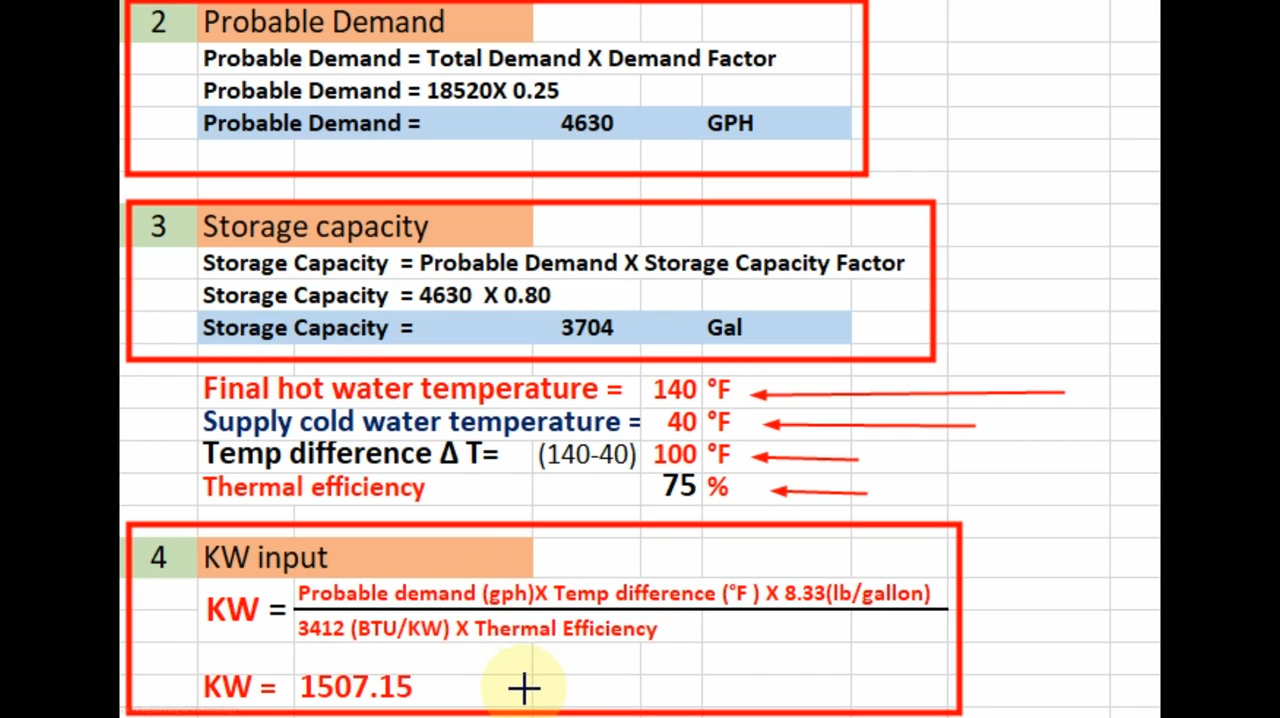 2 Probable Demand
Probable Demand = Total Demand X Demand Factor
Probable Demand = 18520X 0.25
Probable Demand = 4630 GPH
3 Storage capacity
Storage Capacity = Probable Demand X Storage Capacity Factor
Storage Capacity = 4630 X 0.80
Storage Capacity = 3704 Gal
Final hot water temperature = 140 °F
Supply cold water temperature = 40 °F
Temp difference Δ T= (140-40) 100 °F
Thermal efficiency 75 %
4 KW input
KW = Probable demand (gph)X Temp difference (°F ) X 8.33(lb/gallon)
3412 (BTU/KW) X Thermal Efficiency
KW = 1507.15